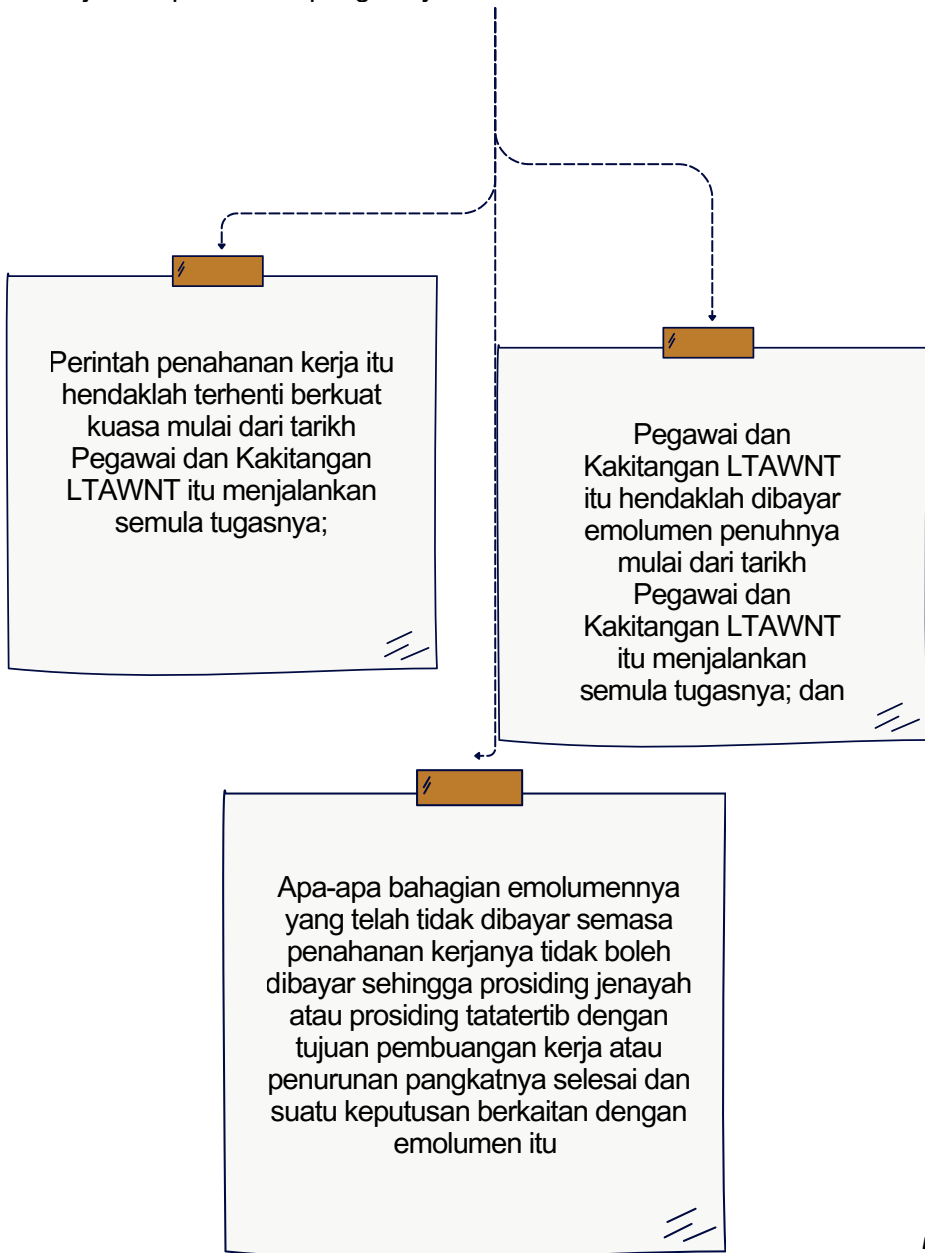 Perintah penahanan kerja itu
hendaklah terhenti berkuat
kuasa mulai dari tarikh
Pegawai dan Kakitangan
LTAWNT itu menjalankan
semula tugasnya;
Pegawai dan
Kakitangan LTAWNT
itu hendaklah dibayar
emolumen penuhnya
mulai dari tarikh
Pegawai dan
Kakitangan LTAWNT
itu menjalankan
semula tugasnya; dan
Apa-apa bahagian emolumennya
yang telah tidak dibayar semasa
penahanan kerjanya tidak boleh
dibayar sehingga prosiding jenayah
atau prosiding tatatertib dengan
tujuan pembuangan kerja atau
penurunan pangkatnya selesai dan
suatu keputusan berkaitan dengan
emolumen itu